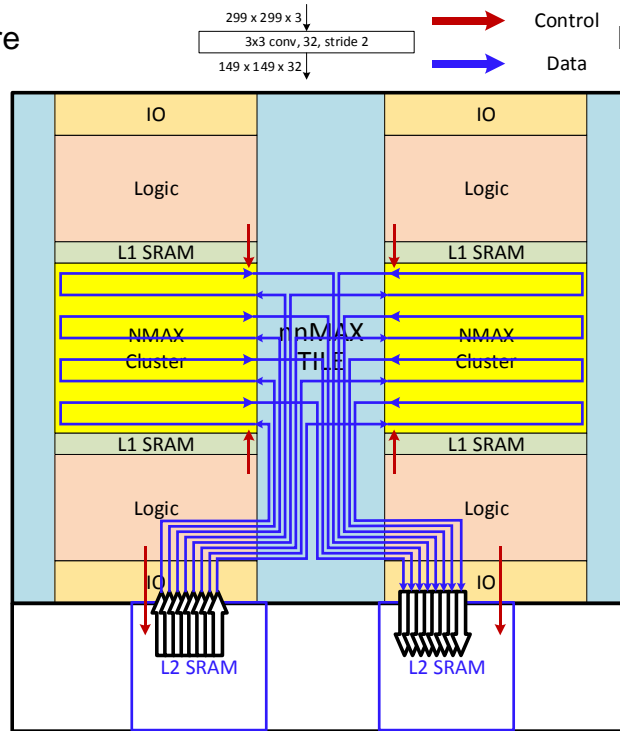 re
299 x 299 x 3
3x3 conv, 32, stride 2
149 x 149 x 32
Control
Data
IO
IO
Logic
Logic
L1 SRAM
L1 SRAM
NMAX
Cluster
nnMAX
TILE
NMAX
Cluster
L1 SRAM
L1 SRAM
Logic
Logic
IO
IO
L2 SRAM
L2 SRAM